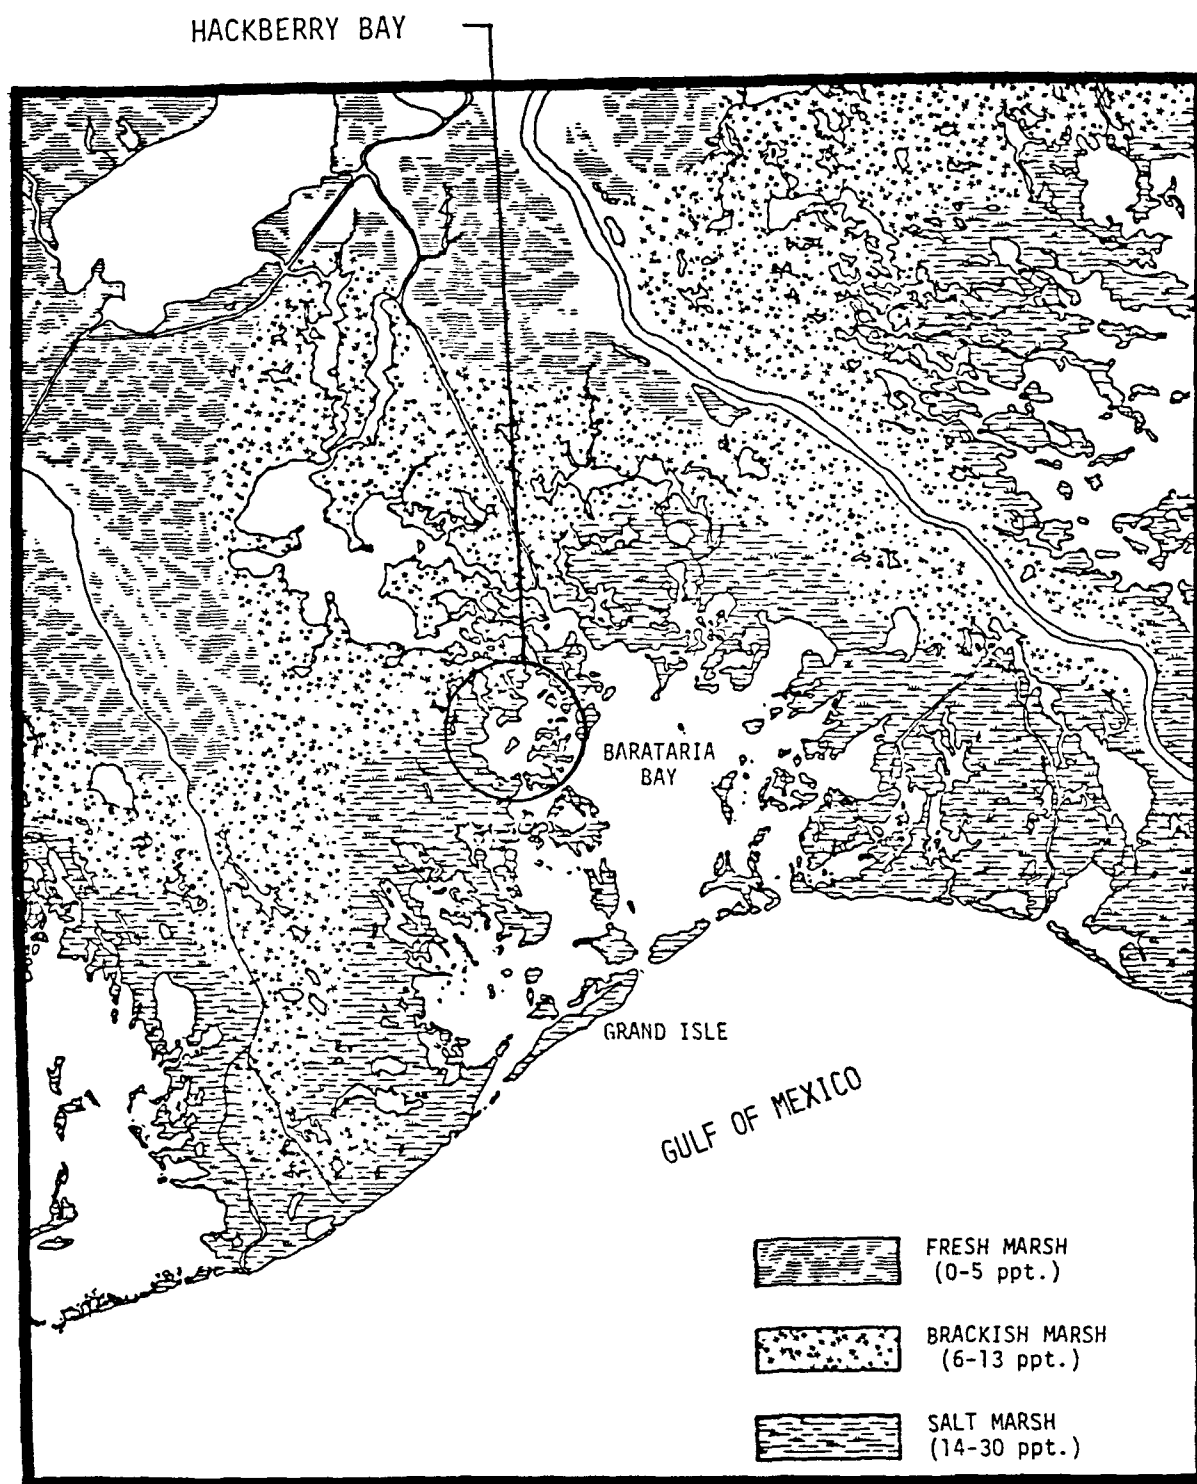 HACKBERRY BAY
BARATARIA
BAY
GRAND ISLE
GULF OF MEXICO
FRESH MARSH
(0-5 ppt.)
BRACKISH MARSH
(6-13 ppt.)
SALT MARSH
(14-30 ppt.)